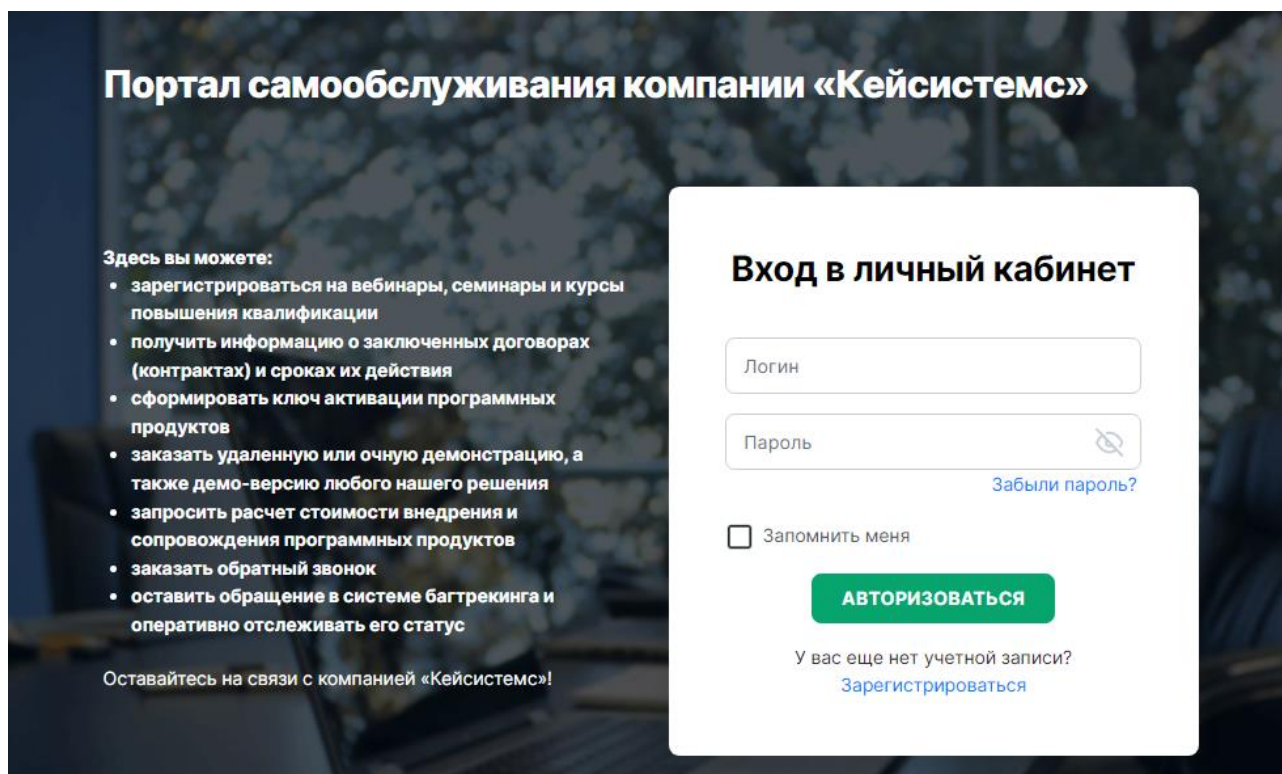 Портал самообслуживания компании «Кейсистемс»
Здесь вы можете:
• зарегистрироваться на вебинары, семинары и курсы
повышения квалификации
• получить информацию о заключенных договорах
(контрактах) и сроках их действия
• сформировать ключ активации программных
продуктов
• заказать удаленную или очную демонстрацию, а
также демо-версию любого нашего решения
• запросить расчет стоимости внедрения и
сопровождения программных продуктов
• заказать обратный звонок
• оставить обращение в системе багтрекинга и
оперативно отслеживать его статус
Оставайтесь на связи с компанией «Кейсистемс»!
Вход в личный кабинет
Логин
Пароль
Забыли пароль?
Запомнить меня
АВТОРИЗОВАТЬСЯ
У вас еще нет учетной записи?
Зарегистрироваться